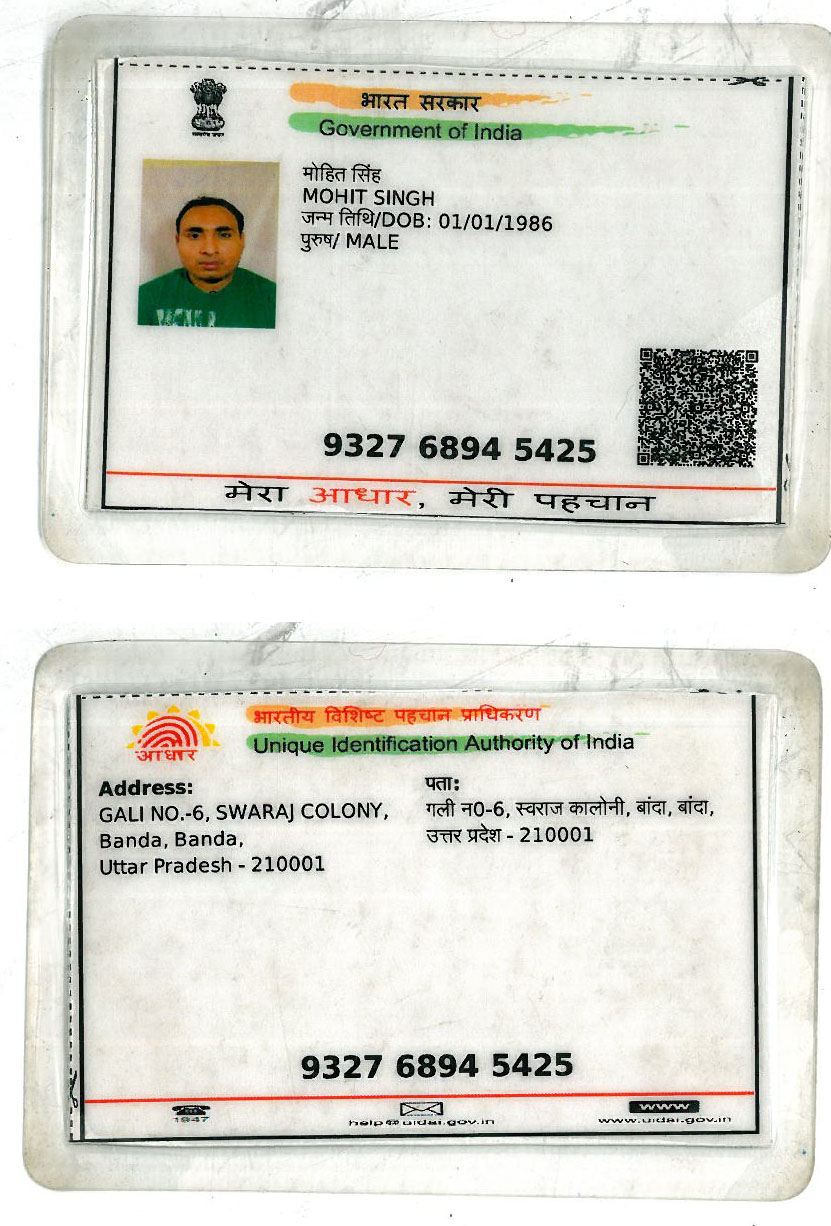 भारत सरकार
Government of India
मोहित सिंह
MOHIT SINGH
जन्म तिथि/DOB: 01/01/1986
पुरुष/ MALE
9327 6894 5425
मेरा आधार, मेरी पहचान
भारतीय विशिष्ट पहचान प्राधिकरण
Unique Identification Authority of India
आधार
Address:
GALI NO.-6, SWARAJ COLONY,
Banda, Banda,
Uttar Pradesh - 210001
पता:
गली न0-6, स्वराज कालोनी, बांदा, बांदा,
उत्तर प्रदेश - 210001
9327 6894 5425
1947
help@uidai.gov.in
www
www.uidai.gov.in